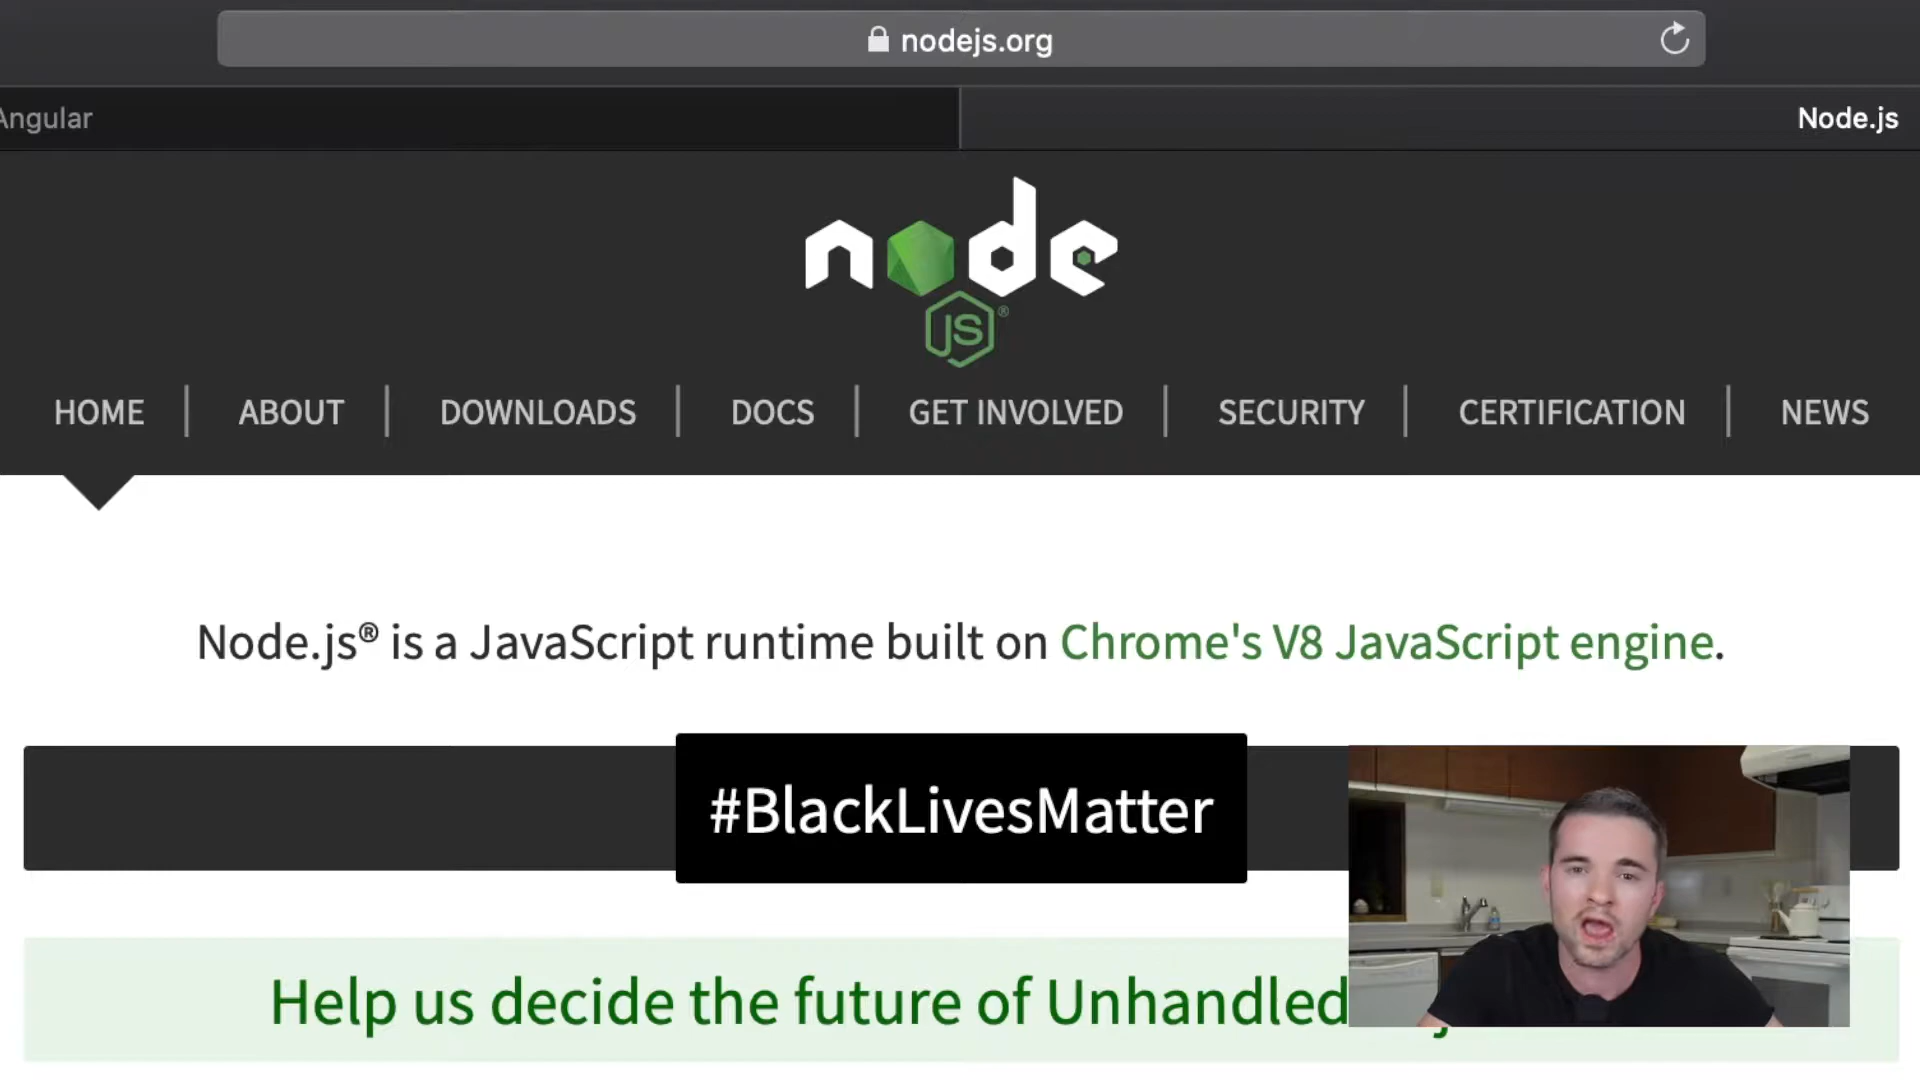 nodejs.org
Angular
Node.js
node
JS®
HOME
ABOUT
DOWNLOADS
DOCS
GET INVOLVED
SECURITY
CERTIFICATION
NEWS
Node.js® is a JavaScript runtime built on Chrome's V8 JavaScript engine.
#BlackLivesMatter
Help us decide the future of Unhandled